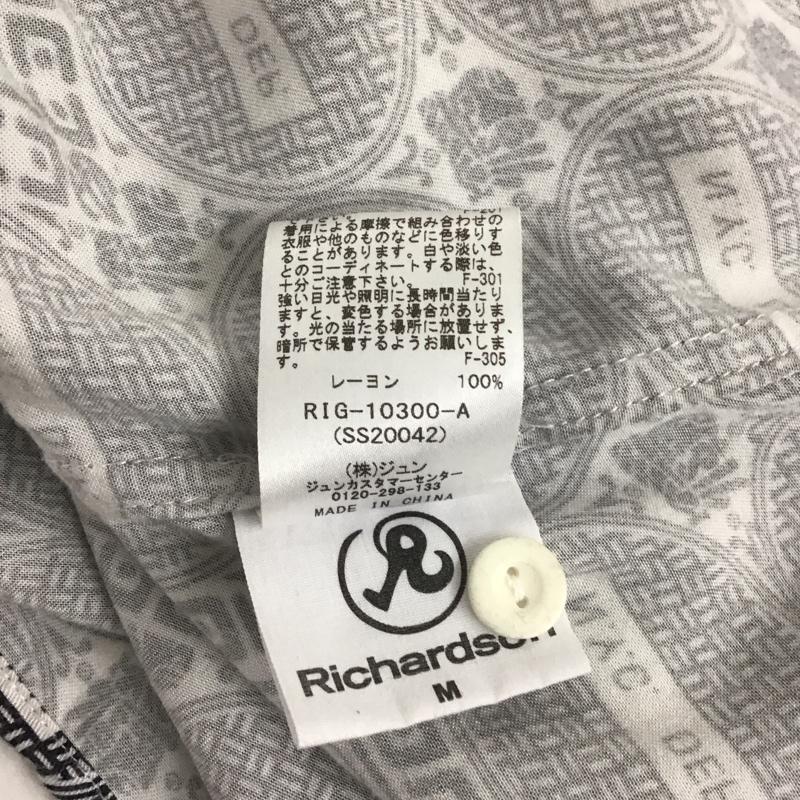 着用による摩擦で組み合わせの
衣服や他のものなどに色移りす
ることがあります。白や淡い色
とのコーディネートする際は、
十分ご注意下さい。 F-301
強い日光や照明に長時間当たり
ますと、変色する場合がありま
す。光の当たる場所に放置せず、
暗所で保管するようお願いしま
す。 F-305
レーヨン 100%
RIG-10300-A
(SS20042)
(株)ジュン
ジュンカスタマーセンター
0120-298-133
MADE IN CHINA
R
Richardson
M